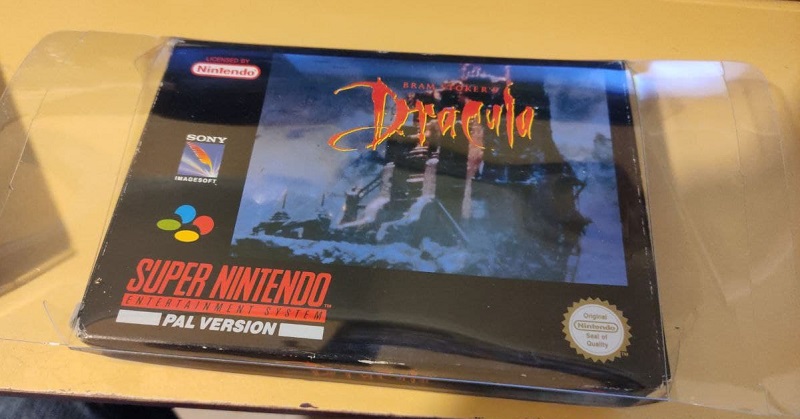 LICENSED BY
Nintendo
BRAM STOKER'S
Dracula
SONY
IMAGESOFT
SUPER NINTENDO
ENTERTAINMENT SYSTEM
TM
PAL VERSION
Original
Nintendo
Seal of
Quality